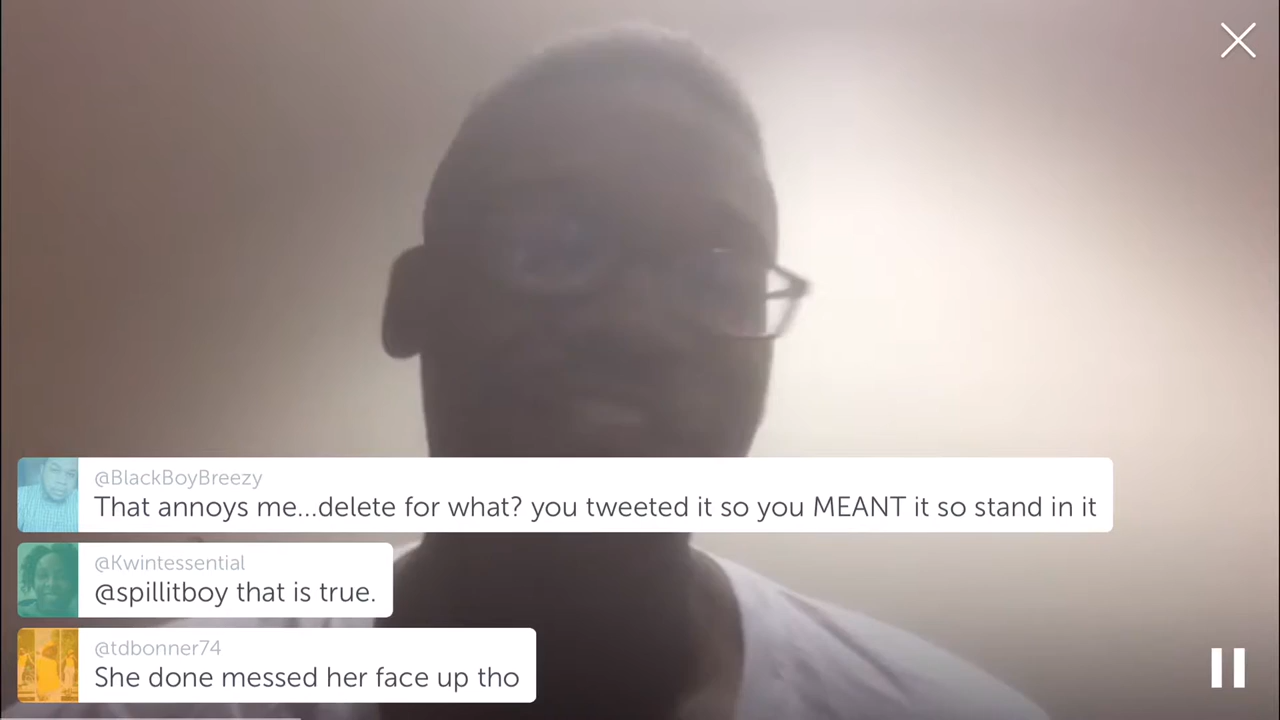 @BlackBoyBreezy
That annoys me...delete for what? you tweeted it so you MEANT it so stand in it
@Kwintessential
@spillitboy that is true.
@tdbonner74
She done messed her face up tho